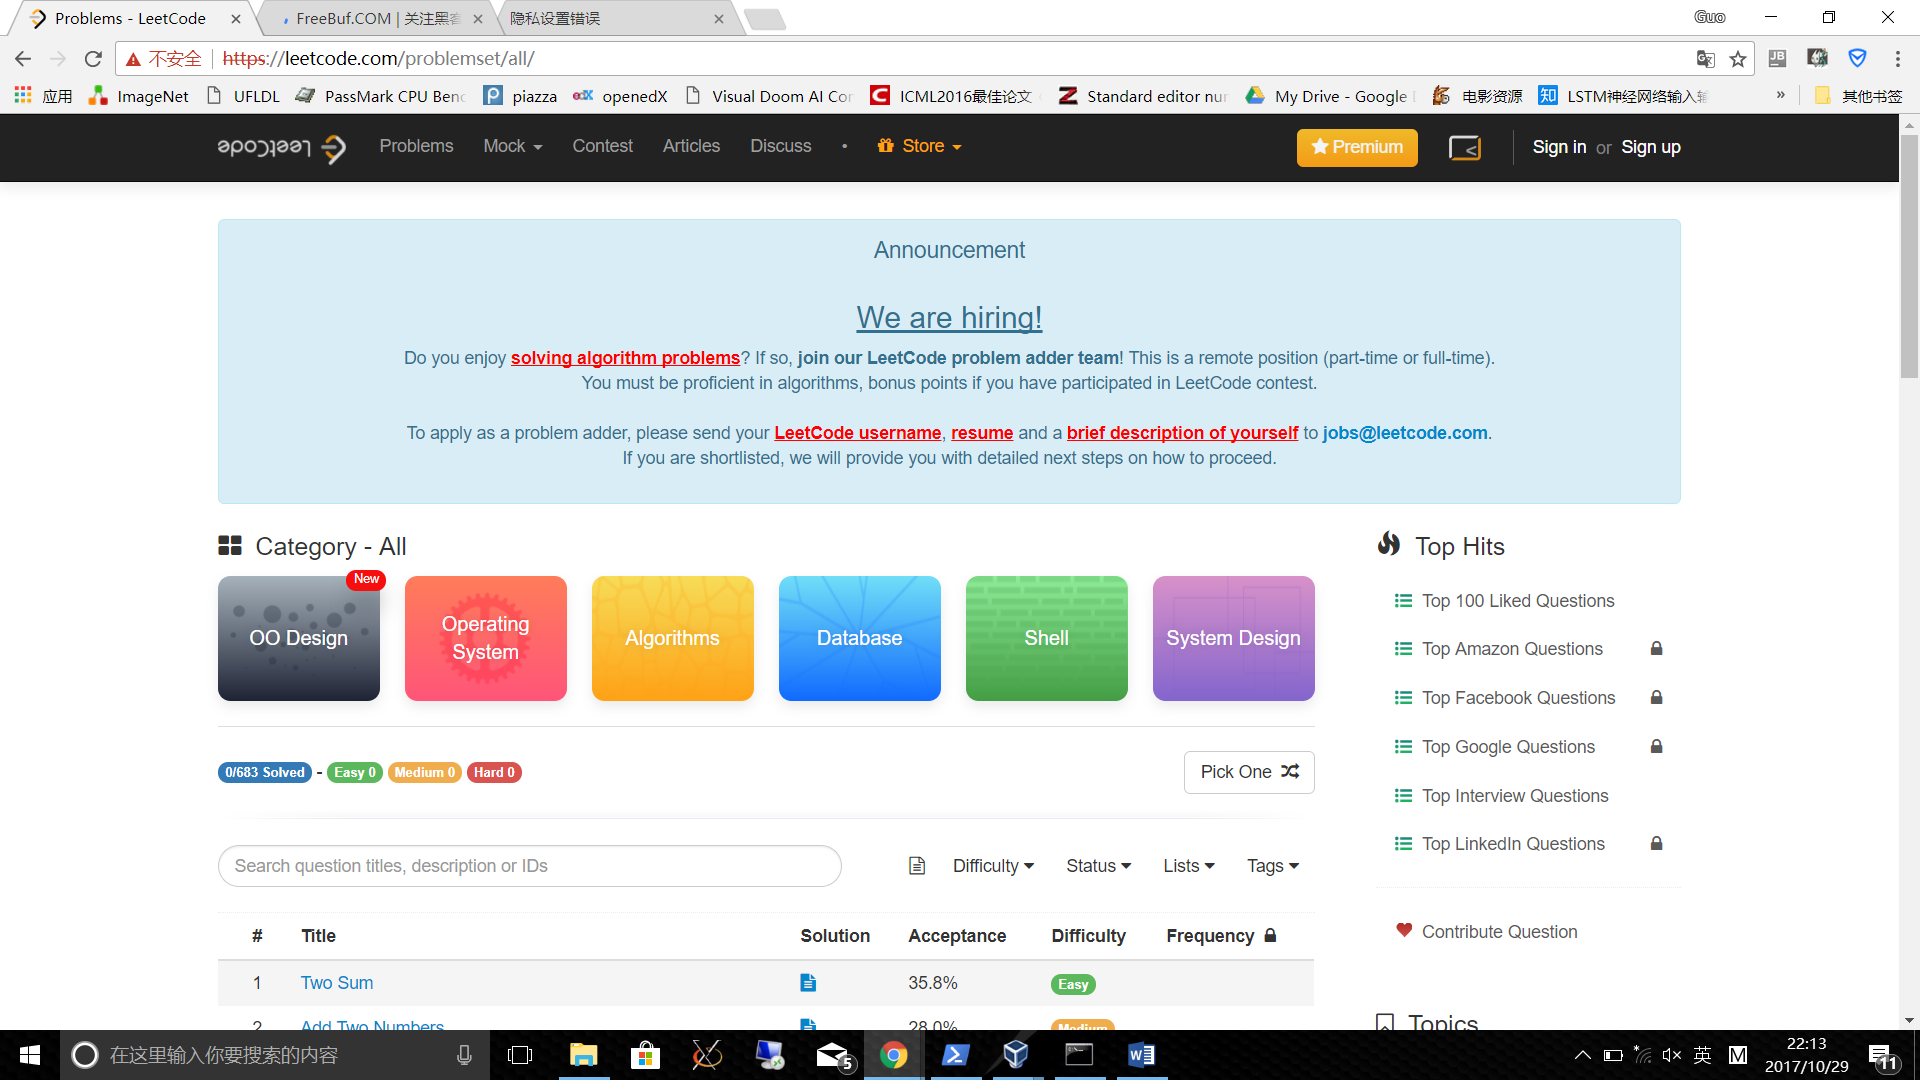 Problems - LeetCode
FreeBuf.COM | 关注黑客
隐私设置错误
Guo
不安全 https://leetcode.com/problemset/all/
应用 ImageNet UFLDL PassMark CPU Benc piazza openedX Visual Doom AI Cor ICML2016最佳论文 Standard editor nur My Drive - Google 电影资源 LSTM神经网络输入输 » 其他书签
LeetCode Problems Mock Contest Articles Discuss • Store Premium Sign in or Sign up
Announcement
We are hiring!
Do you enjoy solving algorithm problems? If so, join our LeetCode problem adder team! This is a remote position (part-time or full-time).
You must be proficient in algorithms, bonus points if you have participated in LeetCode contest.
To apply as a problem adder, please send your LeetCode username, resume and a brief description of yourself to jobs@leetcode.com.
If you are shortlisted, we will provide you with detailed next steps on how to proceed.
Category - All
New
OO Design
Operating
System
Algorithms
Database
Shell
System Design
0/683 Solved - Easy 0 Medium 0 Hard 0
Pick One
Search question titles, description or IDs
Difficulty Status Lists Tags
# Title Solution Acceptance Difficulty Frequency
1 Two Sum 35.8% Easy
2 Add Two Numbers 28.0% Medium
Top Hits
Top 100 Liked Questions
Top Amazon Questions
Top Facebook Questions
Top Google Questions
Top Interview Questions
Top LinkedIn Questions
Contribute Question
Topics
在这里输入你要搜索的内容
5
英 M
22:13
2017/10/29
11